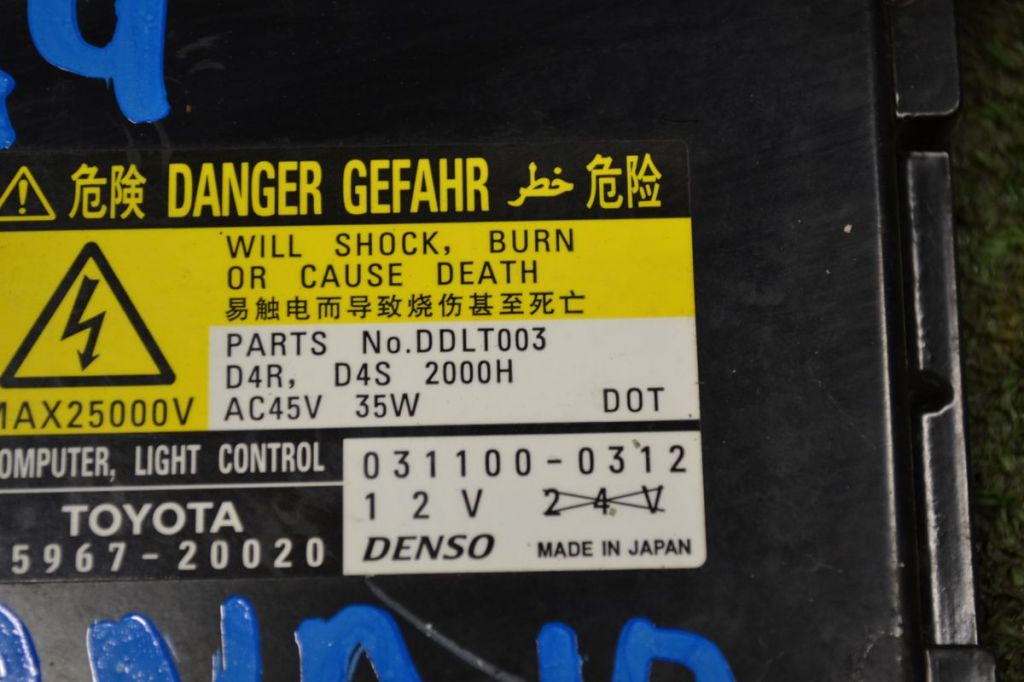 危険 DANGER GEFAHR خطر 危险
WILL SHOCK, BURN
OR CAUSE DEATH
易触电而导致烧伤甚至死亡
PARTS No.DDLT003
D4R, D4S 2000H
AC45V 35W DOT
MAX25000V
OMPUTER, LIGHT CONTROL
031100-0312
12V 24V
TOYOTA
5967-20020
DENSO MADE IN JAPAN